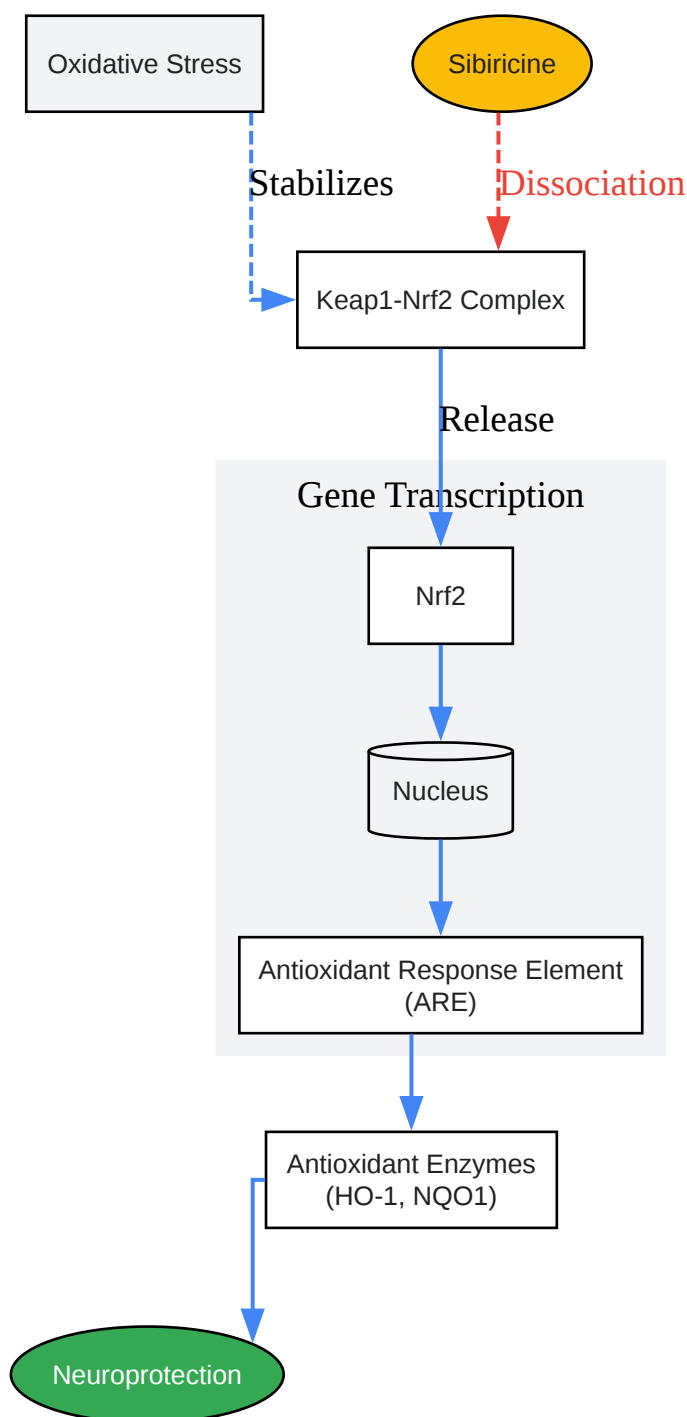 Oxidative Stress
Sibiricine
Stabilizes
Dissociation
Keap1-Nrf2 Complex
Release
Gene Transcription
Nrf2
Nucleus
Antioxidant Response Element
(ARE)
Antioxidant Enzymes
(HO-1, NQO1)
Neuroprotection